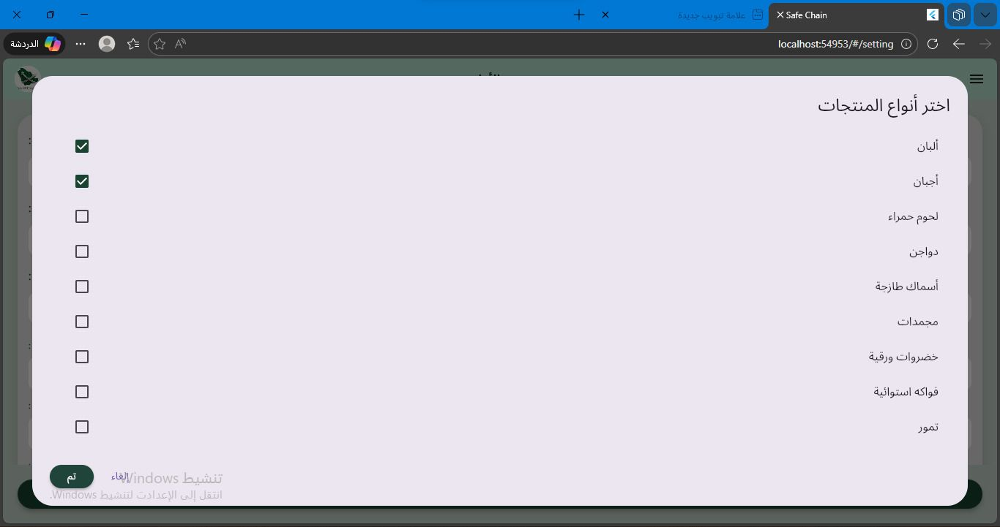 Safe Chain
علامة تبويب جديدة
localhost:54953/#/setting
الدردشة
اختر أنواع المنتجات
ألبان
أجبان
لحوم حمراء
دواجن
أسماك طازجة
مجمدات
خضروات ورقية
فواكه استوائية
تمور
إلغاء
تم
تنشيط Windows
انتقل إلى الإعدادات لتنشيط Windows.